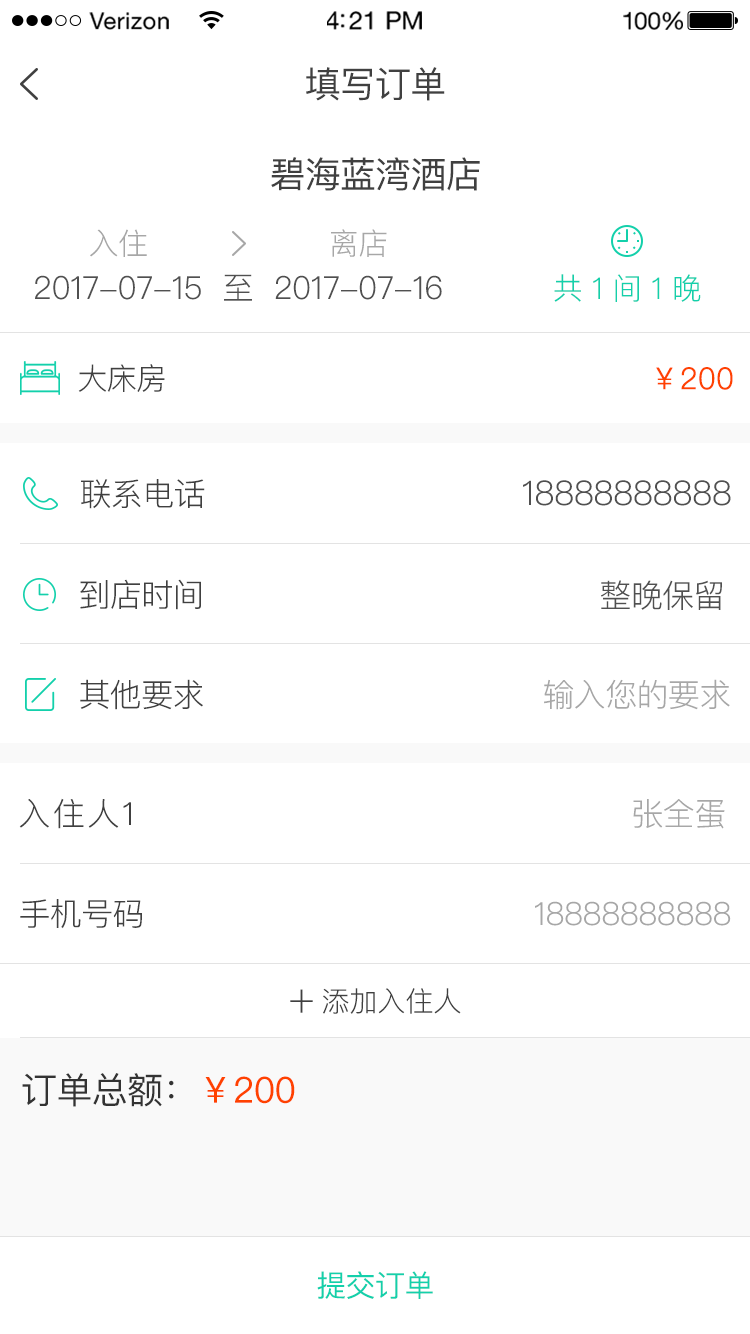 Verizon 4:21 PM 100%
填写订单
碧海蓝湾酒店
入住 离店
2017-07-15 至 2017-07-16 共 1 间 1 晚
大床房 ¥ 200
联系电话 18888888888
到店时间 整晚保留
其他要求 输入您的要求
入住人1 张全蛋
手机号码 18888888888
+ 添加入住人
订单总额： ¥ 200
提交订单